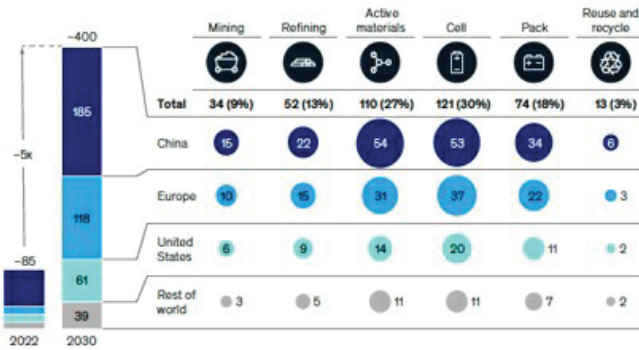 Mining Refining Active materials Cell Pack Reuse and recycle
~400
Total 34 (9%) 52 (13%) 110 (27%) 121 (30%) 74 (18%) 13 (3%)
185
China 15 22 54 53 34 6
~5x
Europe 10 15 31 37 22 3
118
United States 6 9 14 20 11 2
~85
61
Rest of world 3 5 11 11 7 2
39
2022 2030